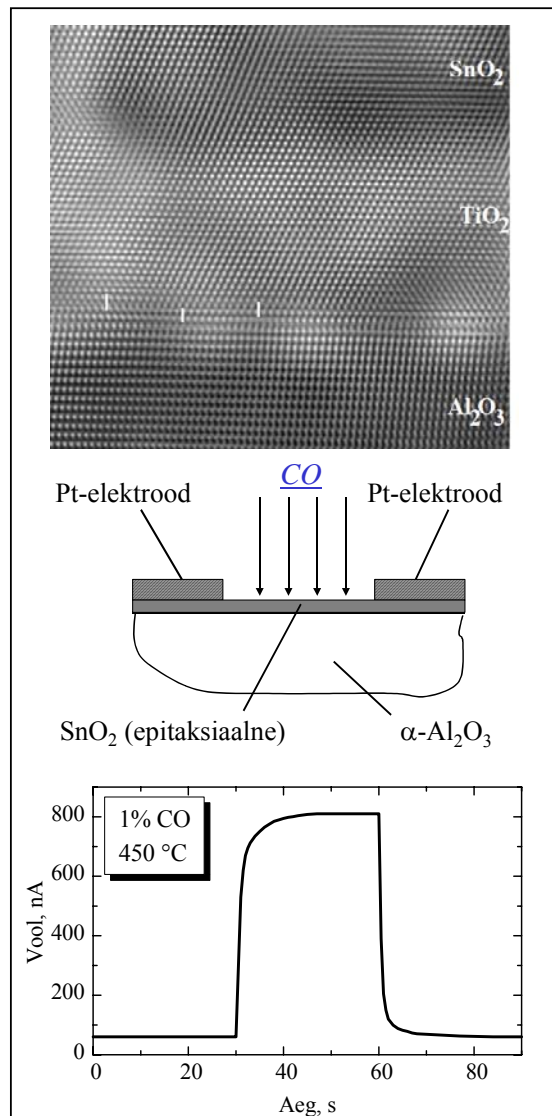 SnO₂
TiO₂
Al₂O₃
CO
Pt-elektrood
Pt-elektrood
SnO₂ (epitaksiaalne)
α-Al₂O₃
1% CO
450 °C
Vool, nA
800
600
400
200
0
0
20
40
60
80
Aeg, s